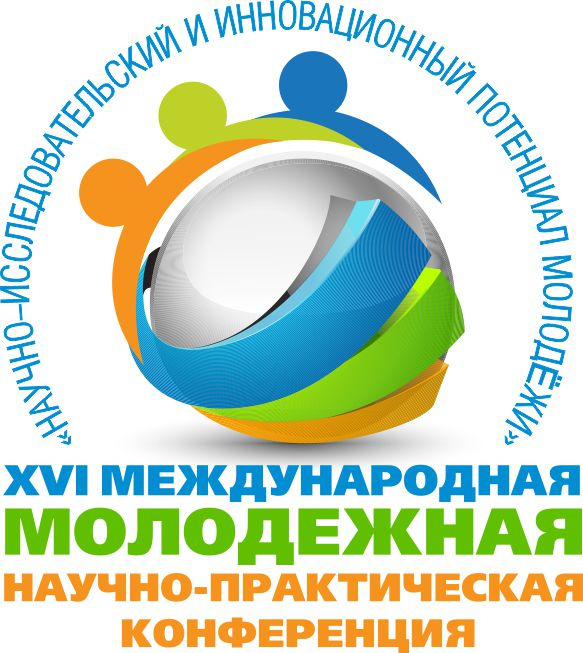 «НАУЧНО-ИССЛЕДОВАТЕЛЬСКИЙ И ИННОВАЦИОННЫЙ ПОТЕНЦИАЛ МОЛОДЁЖИ»
XVI МЕЖДУНАРОДНАЯ
МОЛОДЕЖНАЯ
НАУЧНО-ПРАКТИЧЕСКАЯ
КОНФЕРЕНЦИЯ